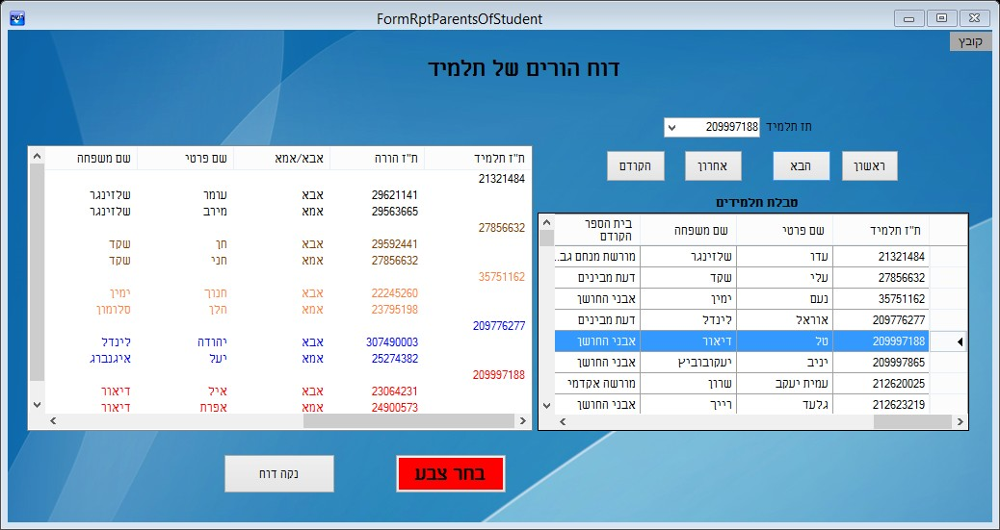 FormRptParentsOfStudent
קובץ
דוח הורים של תלמיד
תז תלמיד 209997188
ראשון הבא אחרון הקודם
טבלת תלמידים
ת"ז תלמיד שם פרטי שם משפחה בית הספר הקודם
21321484 עדו שלזינגר מורשת מנחם גב...
27856632 עלי שקד דעת מבינים
35751162 נעם ימין אבני החושן
209776277 אוראל לינדל דעת מבינים
209997188 טל דיאור אבני החושן
209997865 יניב יעקובוביץ אבני החושן
212620025 עמית יעקב שרון מורשה אקדמי
212623219 גלעד רייך אבני החושן
ת"ז תלמיד ת"ז הורה אבא/אמא שם פרטי שם משפחה
21321484
29621141 אבא עומר שלזינגר
29563665 אמא מירב שלזינגר
27856632
29592441 אבא חן שקד
27856632 אמא חני שקד
35751162
22245260 אבא חנוך ימין
23795198 אמא הלן סלומון
209776277
307490003 אבא יהודה לינדל
25274382 אמא יעל איגנברג
209997188
23064231 אבא איל דיאור
24900573 אמא אפרת דיאור
בחר צבע
נקה דוח